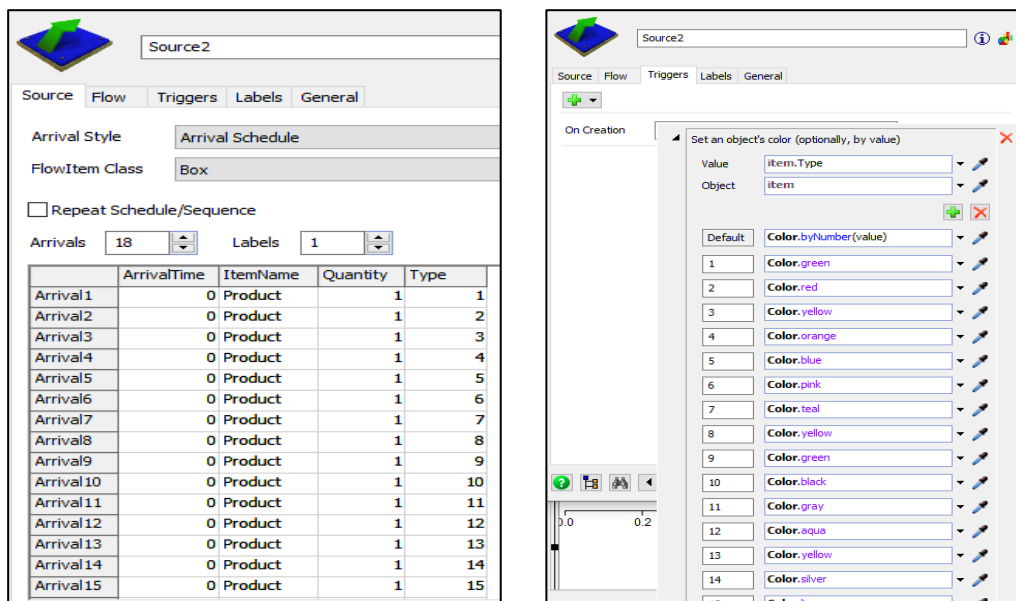 Source2
Source Flow Triggers Labels General
Arrival Style Arrival Schedule
FlowItem Class Box
Repeat Schedule/Sequence
Arrivals 18 Labels 1
ArrivalTime ItemName Quantity Type
Arrival1 0 Product 1 1
Arrival2 0 Product 1 2
Arrival3 0 Product 1 3
Arrival4 0 Product 1 4
Arrival5 0 Product 1 5
Arrival6 0 Product 1 6
Arrival7 0 Product 1 7
Arrival8 0 Product 1 8
Arrival9 0 Product 1 9
Arrival10 0 Product 1 10
Arrival11 0 Product 1 11
Arrival12 0 Product 1 12
Arrival13 0 Product 1 13
Arrival14 0 Product 1 14
Arrival15 0 Product 1 15
Source2
Source Flow Triggers Labels General
On Creation
Set an object's color (optionally, by value)
Value item.Type
Object item
Default Color.byNumber(value)
1 Color.green
2 Color.red
3 Color.yellow
4 Color.orange
5 Color.blue
6 Color.pink
7 Color.teal
8 Color.yellow
9 Color.green
10 Color.black
11 Color.gray
12 Color.aqua
13 Color.yellow
14 Color.silver
0.0 0.2